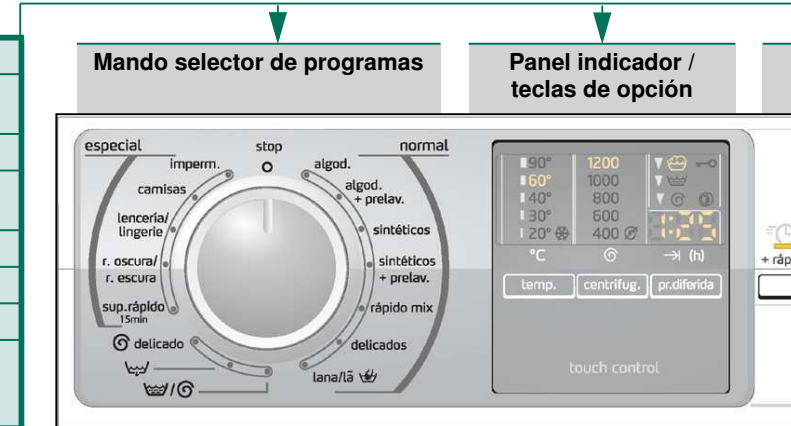 Mando selector de programas
Panel indicador /
teclas de opción
especial
stop
normal
imperm.
camisas
lencería/
lingerie
r. oscura/
r. escura
sup.rápido
15min
delicado
algod.
algod.
+ prelav.
sintéticos
sintéticos
+ prelav.
rápido mix
delicados
lana/lã
90° 1200
60° 1000
40° 800
30° 600
20° 400
1:25
°C (h)
temp. centrifug. pr.diferida
touch control
+ ráp